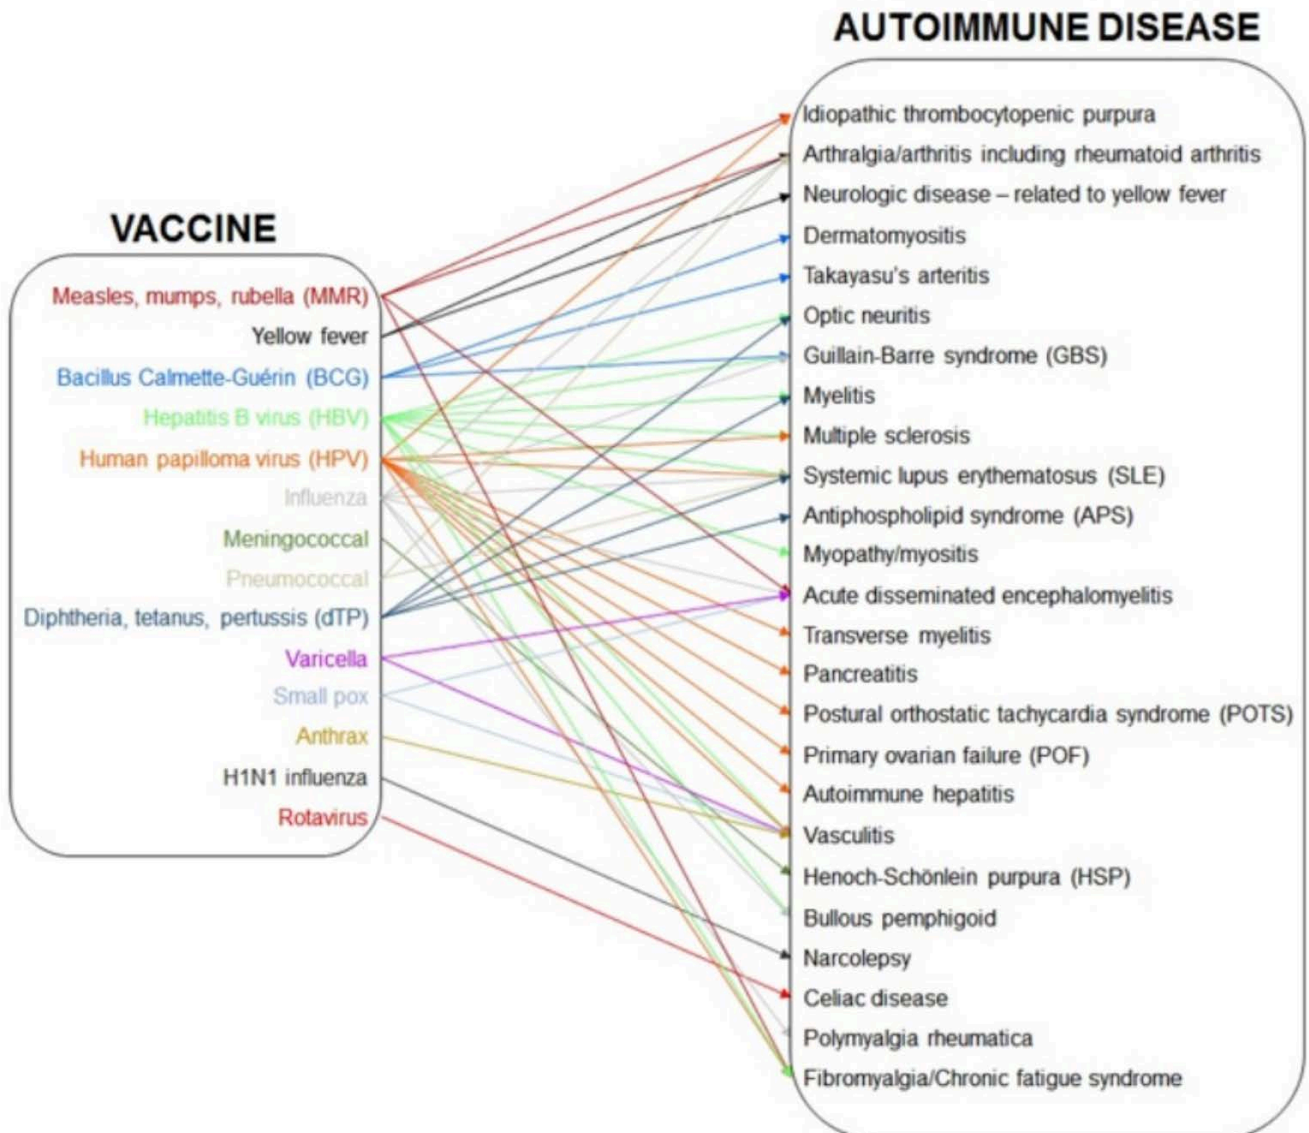 AUTOIMMUNE DISEASE
Idiopathic thrombocytopenic purpura
Arthralgia/arthritis including rheumatoid arthritis
Neurologic disease – related to yellow fever
Dermatomyositis
Takayasu's arteritis
Optic neuritis
Guillain-Barre syndrome (GBS)
Myelitis
Multiple sclerosis
Systemic lupus erythematosus (SLE)
Antiphospholipid syndrome (APS)
Myopathy/myositis
Acute disseminated encephalomyelitis
Transverse myelitis
Pancreatitis
Postural orthostatic tachycardia syndrome (POTS)
Primary ovarian failure (POF)
Autoimmune hepatitis
Vasculitis
Henoch-Schönlein purpura (HSP)
Bullous pemphigoid
Narcolepsy
Celiac disease
Polymyalgia rheumatica
Fibromyalgia/Chronic fatigue syndrome
VACCINE
Measles, mumps, rubella (MMR)
Yellow fever
Bacillus Calmette-Guérin (BCG)
Hepatitis B virus (HBV)
Human papilloma virus (HPV)
Influenza
Meningococcal
Pneumococcal
Diphtheria, tetanus, pertussis (dTP)
Varicella
Small pox
Anthrax
H1N1 influenza
Rotavirus